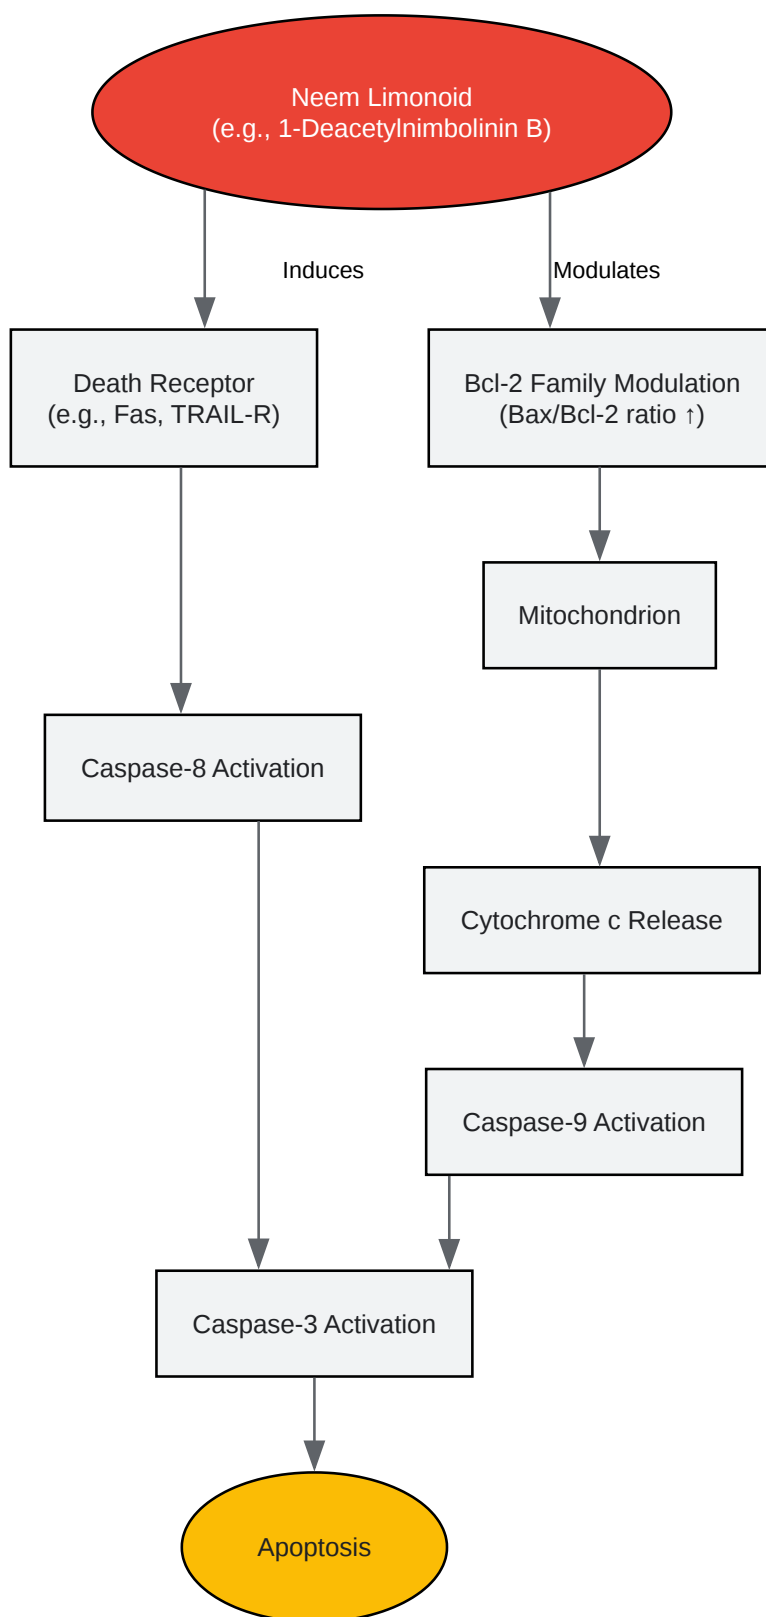 Neem Limonoid
(e.g., 1-Deacetylnimbolinin B)
Induces
Modulates
Death Receptor
(e.g., Fas, TRAIL-R)
Bcl-2 Family Modulation
(Bax/Bcl-2 ratio ↑)
Mitochondrion
Caspase-8 Activation
Cytochrome c Release
Caspase-9 Activation
Caspase-3 Activation
Apoptosis